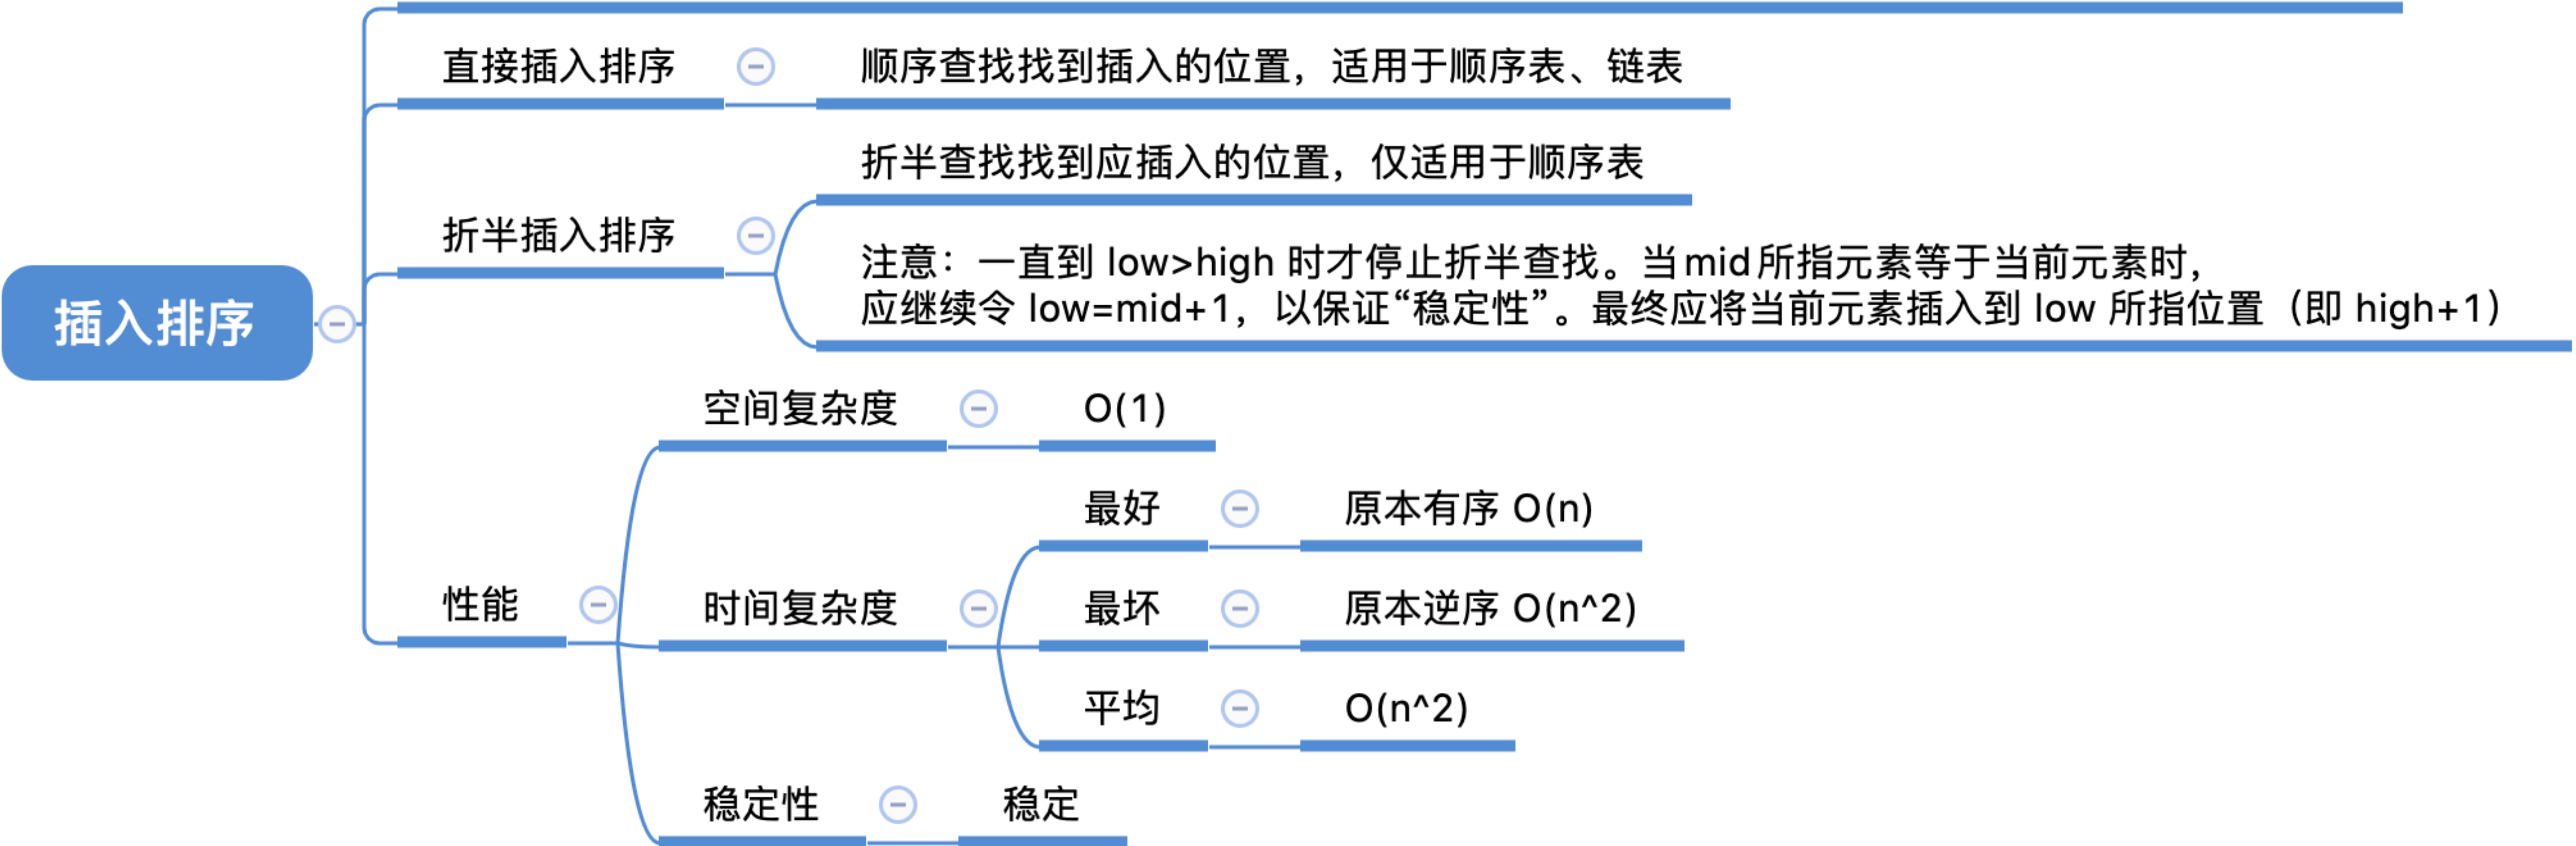 直接插入排序
顺序查找找到插入的位置，适用于顺序表、链表
折半查找找到应插入的位置，仅适用于顺序表
折半插入排序
注意：一直到 low>high 时才停止折半查找。当mid所指元素等于当前元素时，
应继续令 low=mid+1，以保证“稳定性”。最终应将当前元素插入到 low 所指位置（即 high+1）
插入排序
空间复杂度
O(1)
最好
原本有序 O(n)
性能
时间复杂度
最坏
原本逆序 O(n^2)
平均
O(n^2)
稳定性
稳定